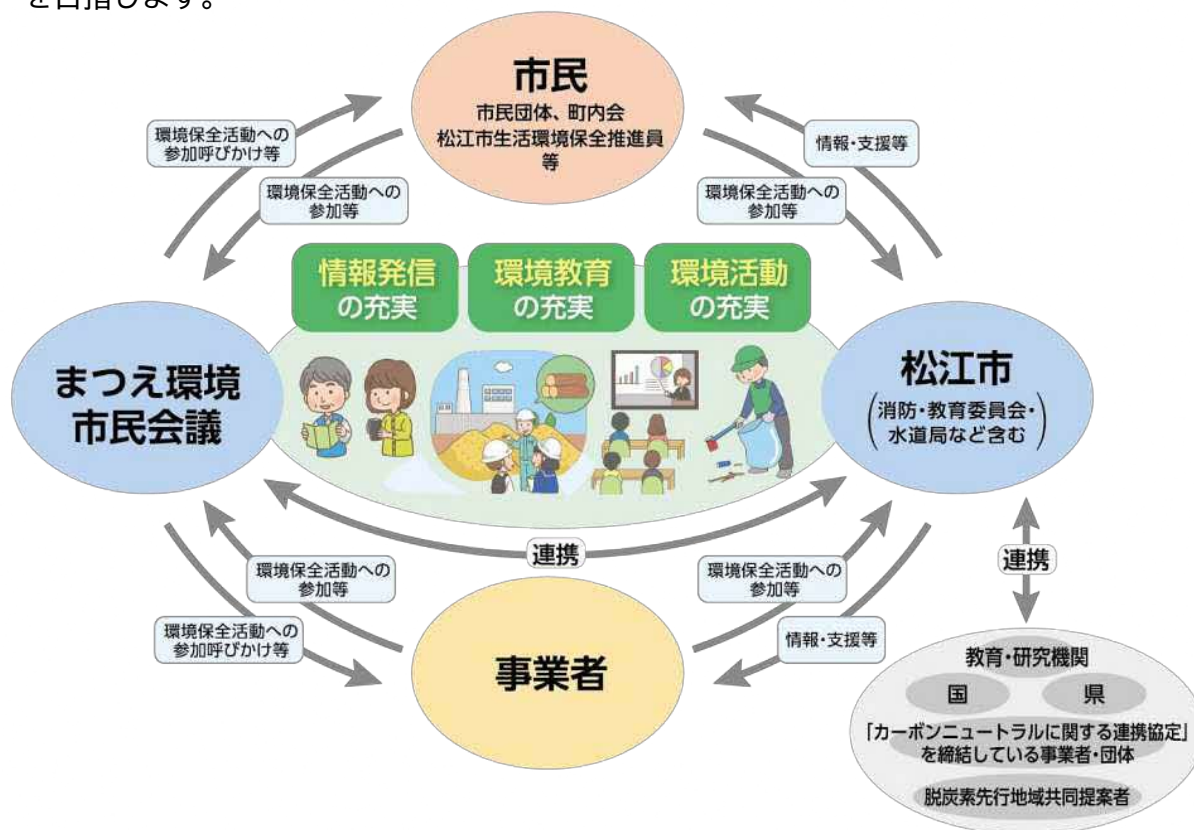 を目指します。
市民
市民団体、町内会
松江市生活環境保全推進員
等
環境保全活動への
参加呼びかけ等
環境保全活動への
参加等
情報・支援等
環境保全活動への
参加等
情報発信
の充実
環境教育
の充実
環境活動
の充実
まつえ環境
市民会議
松江市
(消防・教育委員会・
水道局など含む)
連携
環境保全活動への
参加等
環境保全活動への
参加呼びかけ等
環境保全活動への
参加等
情報・支援等
事業者
連携
教育・研究機関
国
県
「カーボンニュートラルに関する連携協定」
を締結している事業者・団体
脱炭素先行地域共同提案者